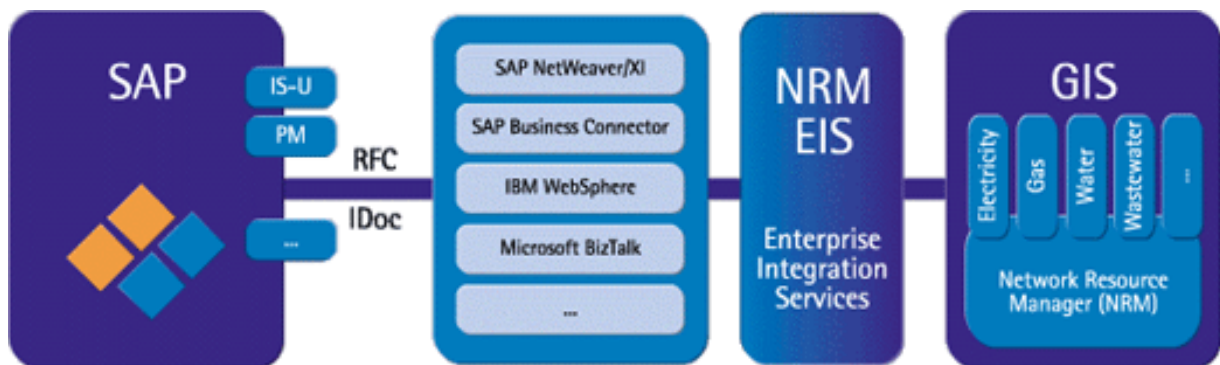 SAP
IS-U
PM
...
RFC
IDoc
SAP NetWeaver/XI
SAP Business Connector
IBM WebSphere
Microsoft BizTalk
...
NRM
EIS
Enterprise
Integration
Services
GIS
Electricity
Gas
Water
Wastewater
...
Network Resource
Manager (NRM)